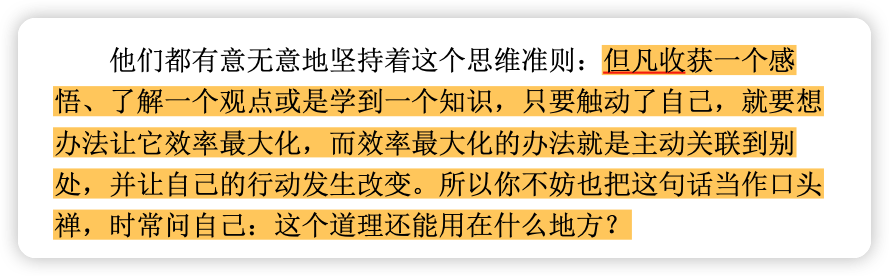 他们都有意无意地坚持着这个思维准则：但凡收获一个感
悟、了解一个观点或是学到一个知识，只要触动了自己，就要想
办法让它效率最大化，而效率最大化的办法就是主动关联到别
处，并让自己的行动发生改变。所以你不妨也把这句话当作口头
禅，时常问自己：这个道理还能用在什么地方？